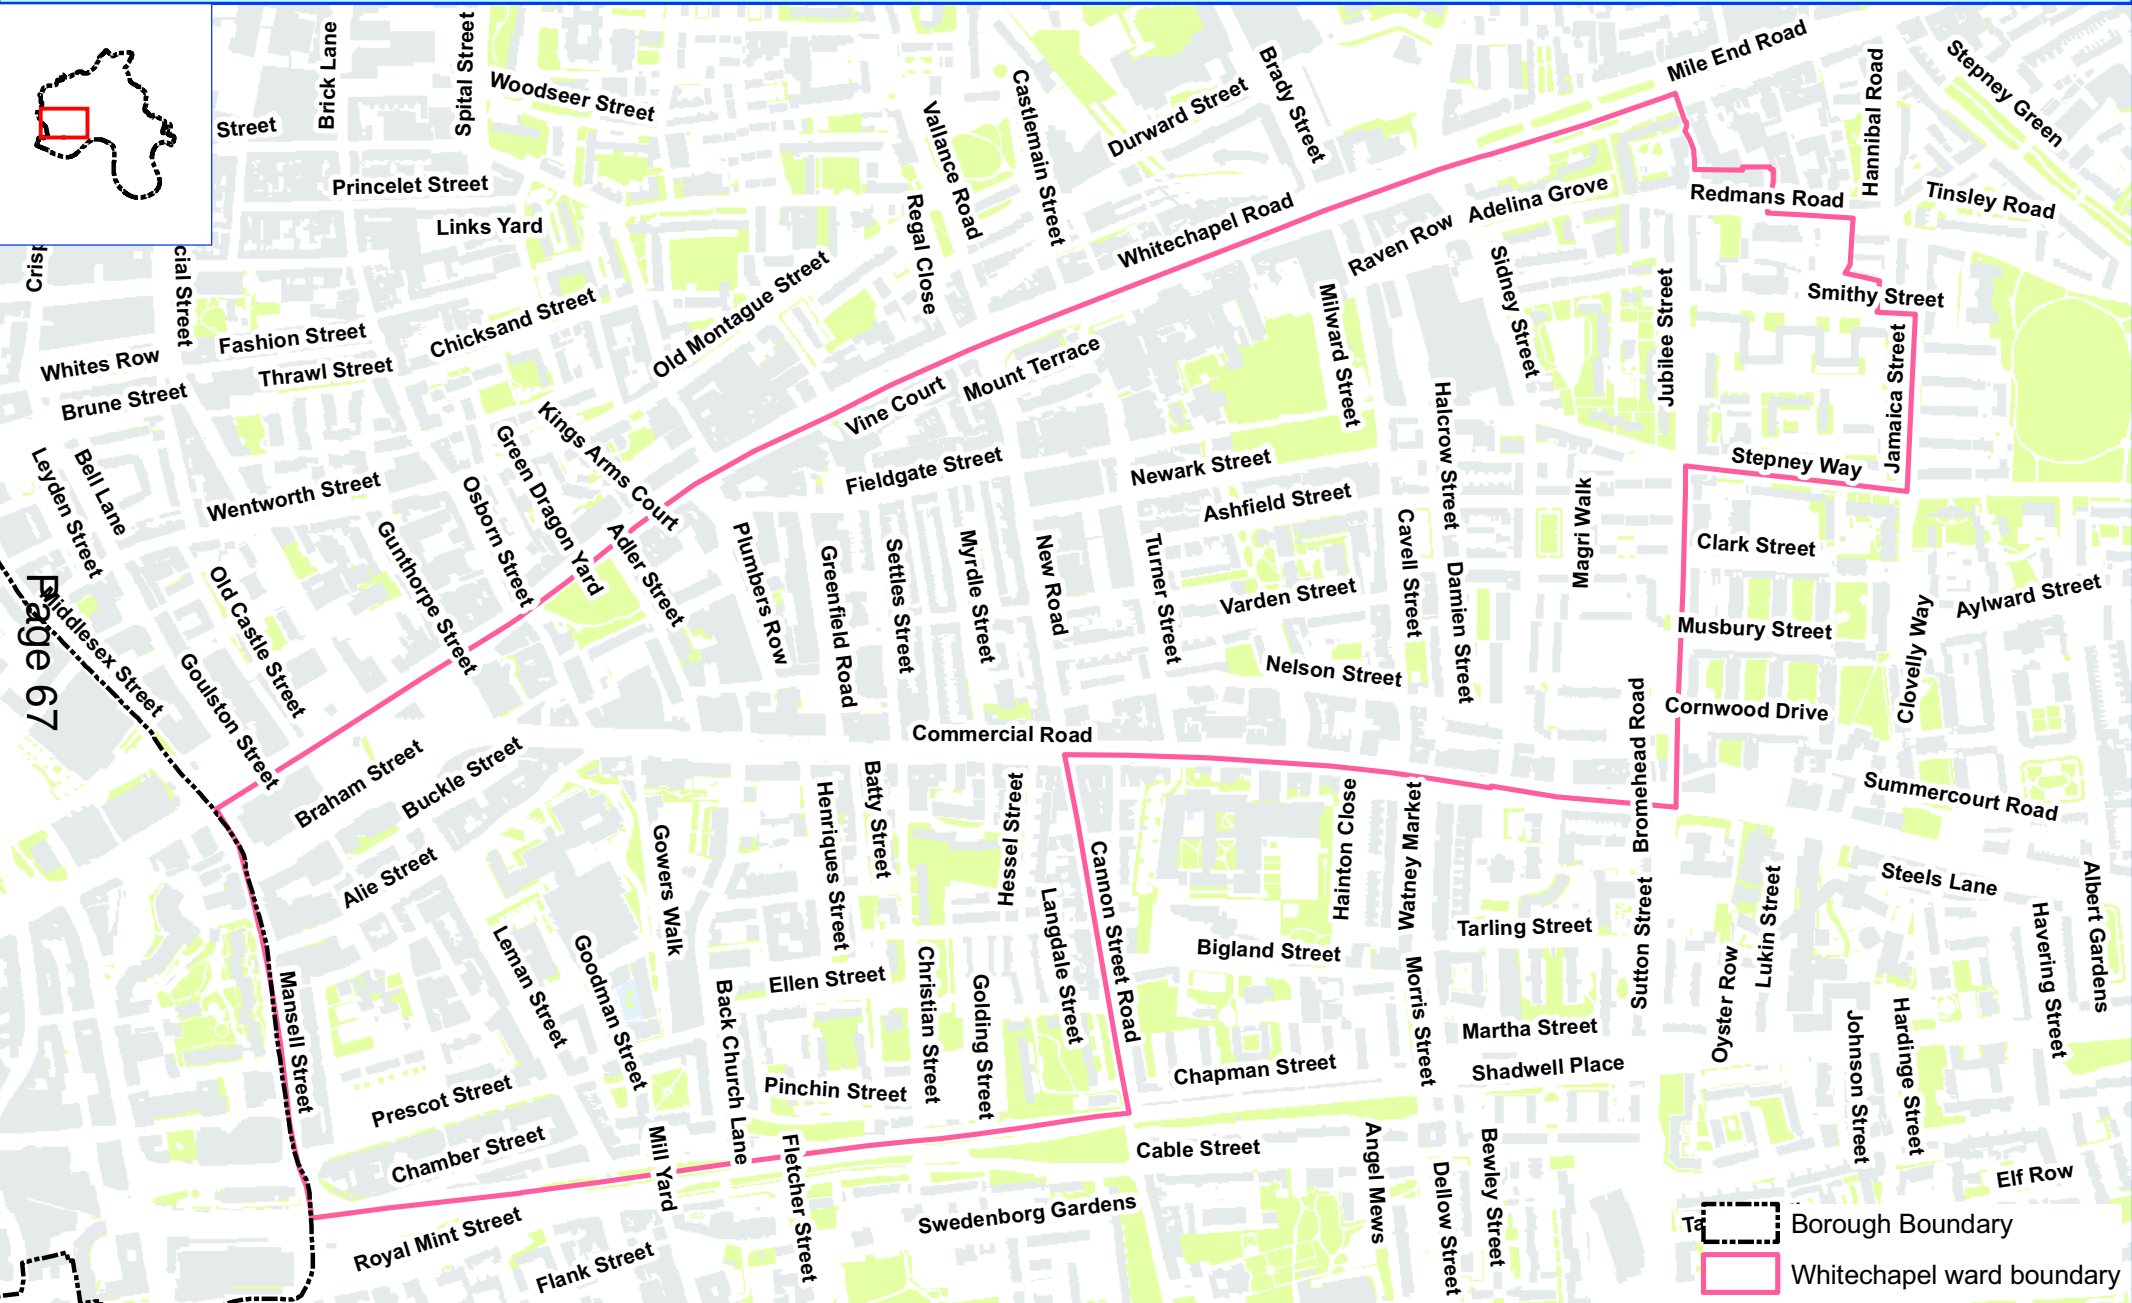 Brick Lane
Spital Street
Woodseer Street
Street
Princelet Street
Links Yard
Vallance Road
Castlemain Street
Durward Street
Brady Street
Mile End Road
Hannibal Road
Stepney Green
Regal Close
Whitechapel Road
Raven Row
Adelina Grove
Redmans Road
Tinsley Road
Crisp
cial Street
Fashion Street
Chicksand Street
Old Montague Street
Whites Row
Thrawl Street
Brune Street
Vine Court
Mount Terrace
Milward Street
Sidney Street
Jubilee Street
Smithy Street
Jamaica Street
Kings Arms Court
Green Dragon Yard
Leyden Street
Bell Lane
Wentworth Street
Osborn Street
Gunthorpe Street
Adler Street
Fieldgate Street
Newark Street
Ashfield Street
Halcrow Street
Stepney Way
Magri Walk
Clark Street
Plumbers Row
Greenfield Road
Settles Street
Myrdle Street
New Road
Turner Street
Varden Street
Cavell Street
Damien Street
Nelson Street
Musbury Street
Aylward Street
Clovelly Way
Cornwood Drive
Page 67
Middlesex Street
Old Castle Street
Goulston Street
Commercial Road
Bromehead Road
Summercourt Road
Braham Street
Buckle Street
Alie Street
Gowers Walk
Henriques Street
Batty Street
Hessel Street
Langdale Street
Cannon Street Road
Hainton Close
Watney Market
Tarling Street
Sutton Street
Lukin Street
Steels Lane
Albert Gardens
Havering Street
Mansell Street
Leman Street
Goodman Street
Ellen Street
Back Church Lane
Christian Street
Golding Street
Bigland Street
Morris Street
Martha Street
Oyster Row
Johnson Street
Hardinge Street
Prescot Street
Pinchin Street
Chapman Street
Shadwell Place
Chamber Street
Mill Yard
Fletcher Street
Cable Street
Angel Mews
Dellow Street
Bewley Street
Elf Row
Royal Mint Street
Flank Street
Swedenborg Gardens
Ta
Borough Boundary
Whitechapel ward boundary